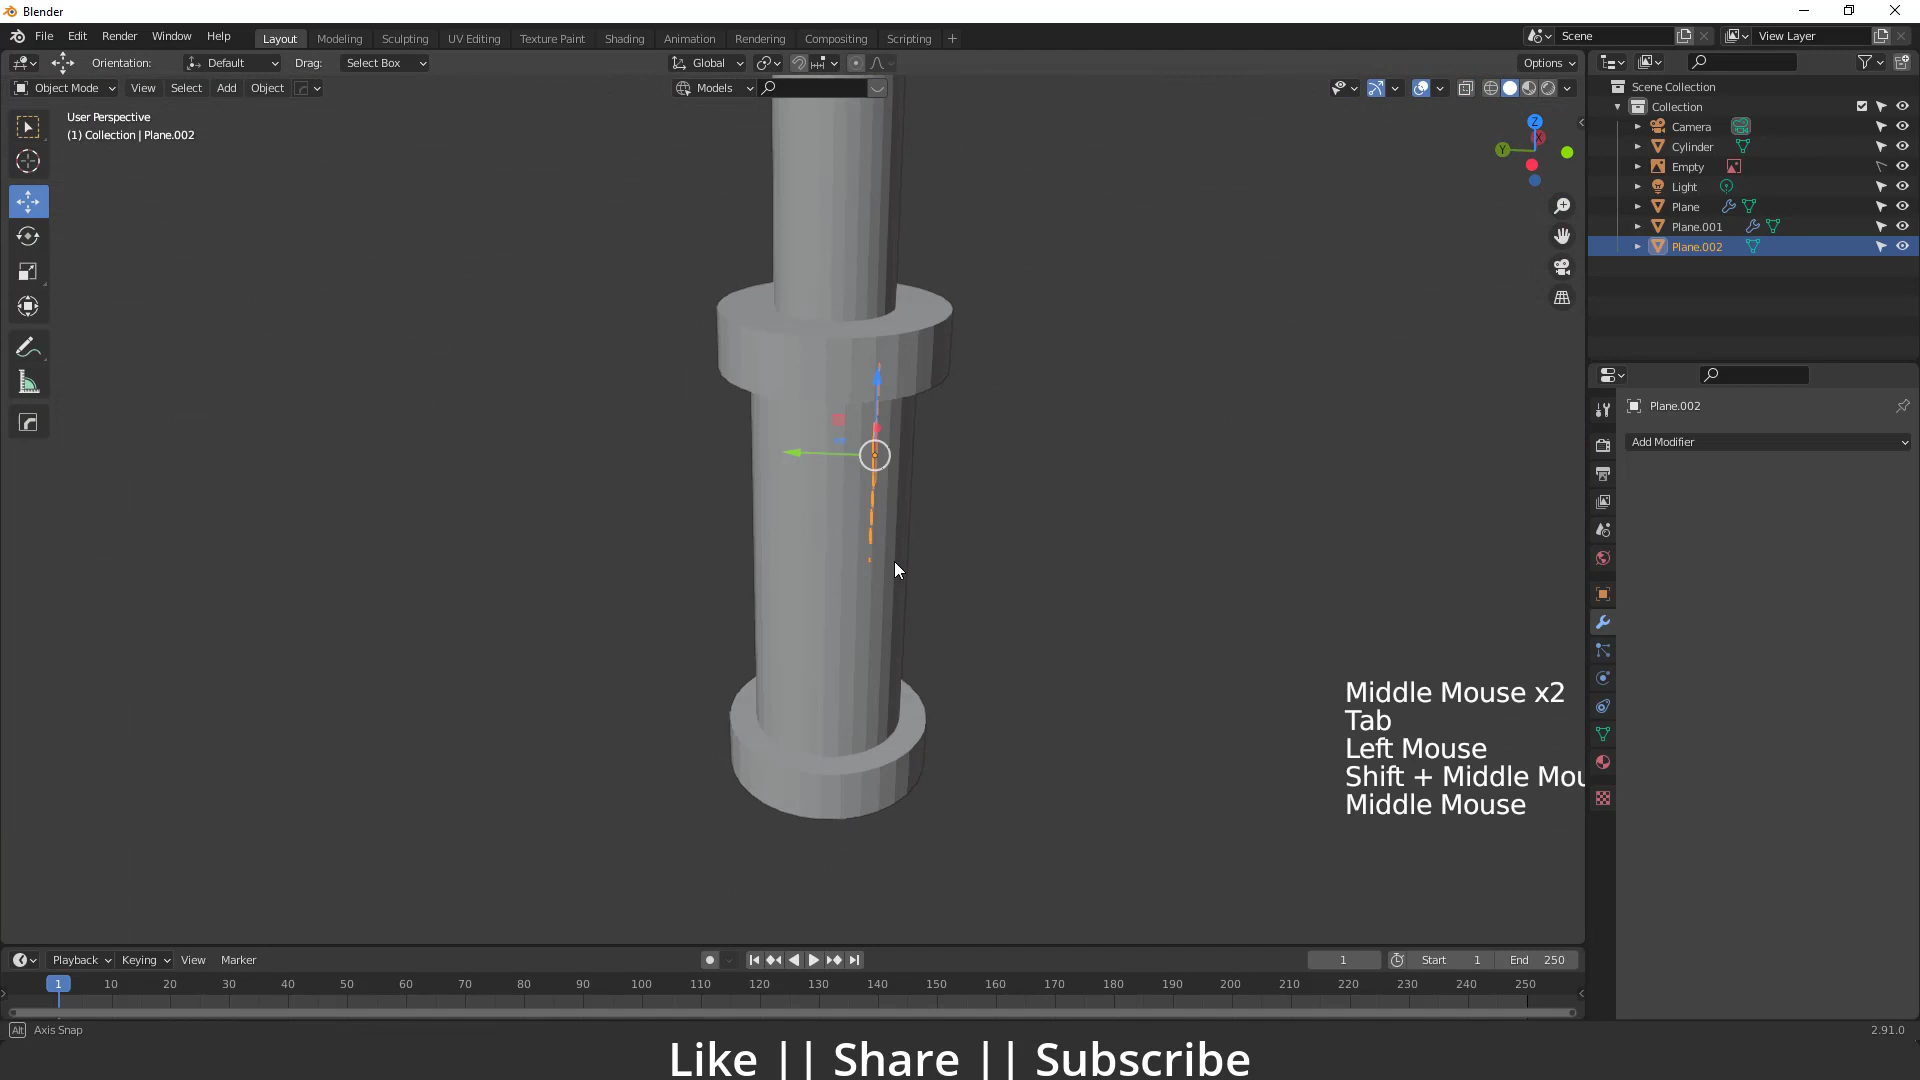 Blender
File Edit Render Window Help
Layout Modeling Sculpting UV Editing Texture Paint Shading Animation Rendering Compositing Scripting +
Scene
View Layer
Orientation: Default Drag: Select Box
Global
Options
Object Mode View Select Add Object
Models
User Perspective
(1) Collection | Plane.002
Z
X
Y
Scene Collection
Collection
Camera
Cylinder
Empty
Light
Plane
Plane.001
Plane.002
Plane.002
Add Modifier
Middle Mouse x2
Tab
Left Mouse
Shift + Middle Mou
Middle Mouse
Playback Keying View Marker
1 Start 1 End 250
1 10 20 30 40 50 60 70 80 90 100 110 120 130 140 150 160 170 180 190 200 210 220 230 240 250
Alt Axis Snap
2.91.0
Like || Share || Subscribe